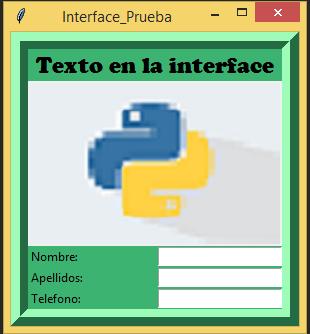 Interface_Prueba
Texto en la interface
Nombre:
Apellidos:
Telefono: